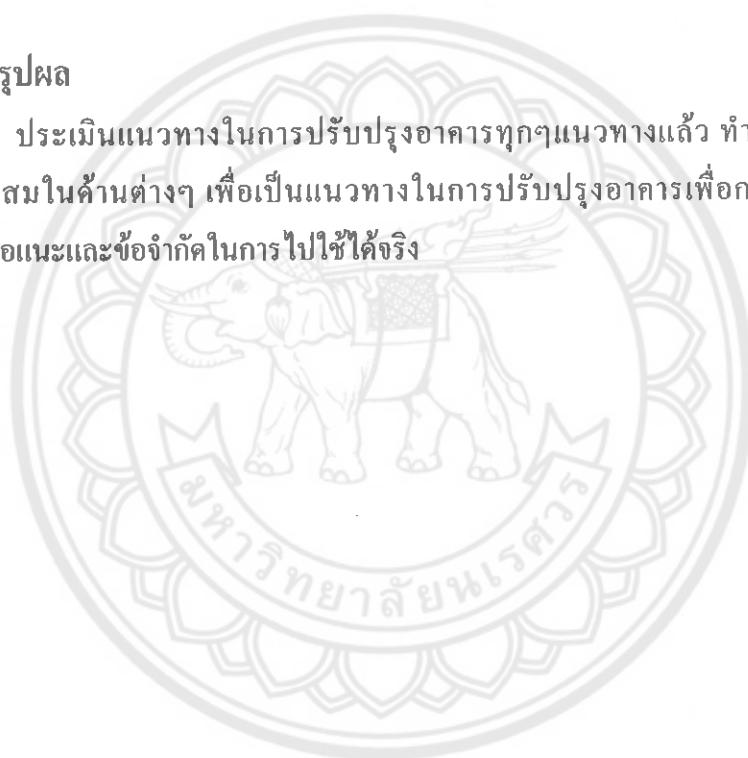 รุปผล
ประเมินแนวทางในการปรับปรุงอาคารทุกๆแนวทางแล้ว ทำ
สมในด้านต่างๆ เพื่อเป็นแนวทางในการปรับปรุงอาคารเพื่อก
อแนะและข้อจำกัดในการไปใช้ได้จริง
มหาวิทยาลัยนเรศวร